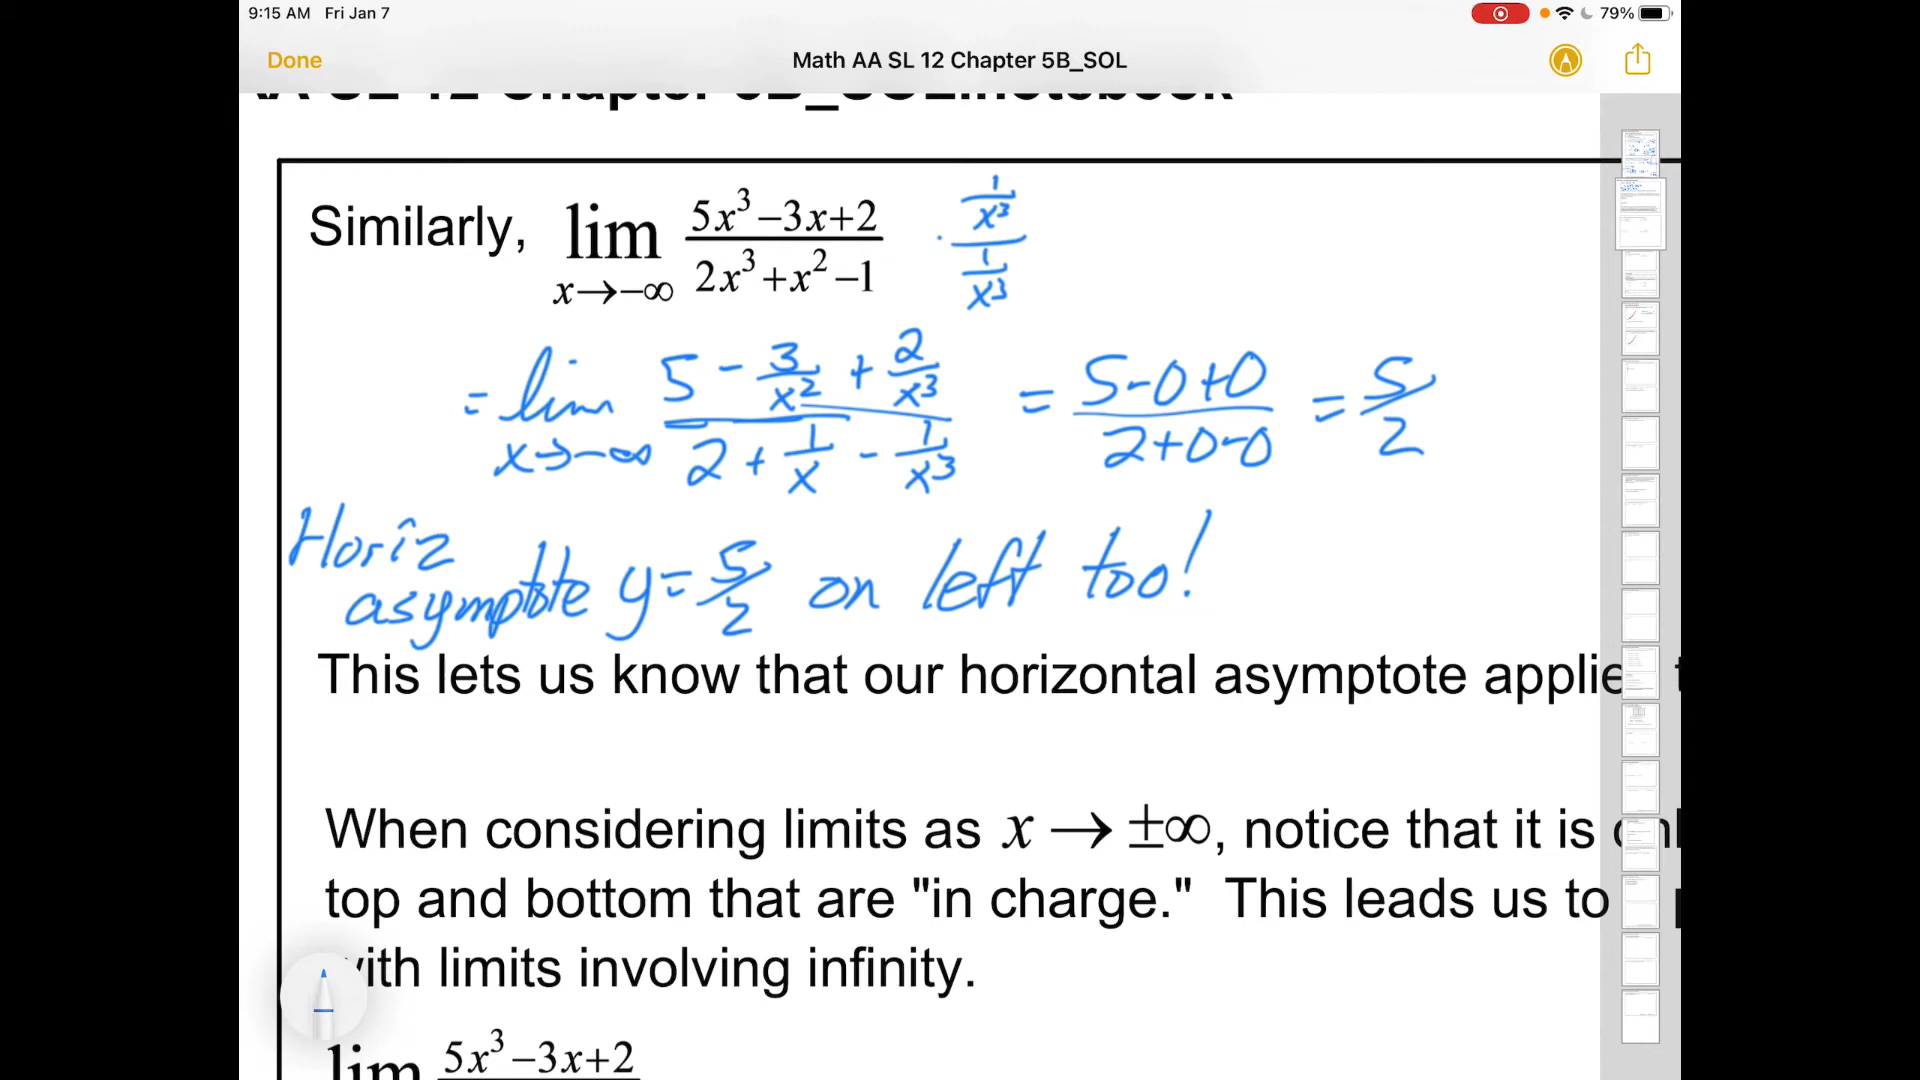 9:15 AM Fri Jan 7 79%
Done Math AA SL 12 Chapter 5B_SOL
Similarly, lim x→−∞ (5x³−3x+2)/(2x³+x²−1) · (1/x³)/(1/x³)
= lim x→−∞ (5 − 3/x² + 2/x³)/(2 + 1/x − 1/x³) = (5−0+0)/(2+0−0) = 5/2
Horiz
asymptote y = 5/2 on left too!
This lets us know that our horizontal asymptote
When considering limits as x → ±∞, notice that it is
top and bottom that are "in charge." This leads us to
with limits involving infinity.
lim 5x³−3x+2